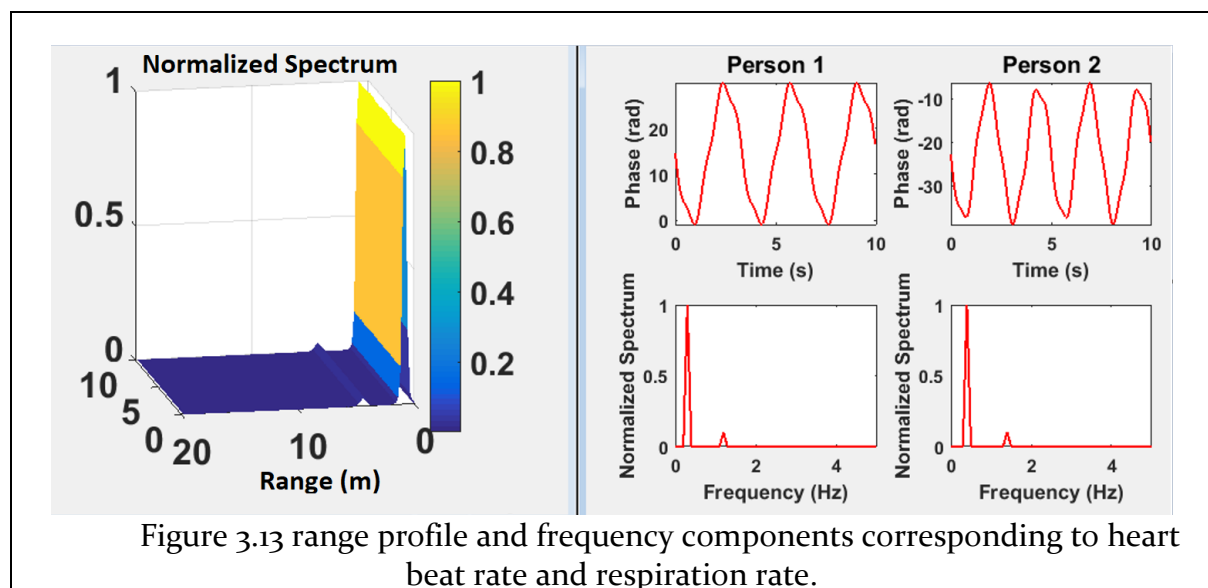 Normalized Spectrum
1
0.5
0
10
5
0
20
10
0
Range (m)
1
0.8
0.6
0.4
0.2
Person 1
Phase (rad)
20
10
0
0 5 10
Time (s)
Person 2
Phase (rad)
-10
-20
-30
0 5 10
Time (s)
Normalized Spectrum
1
0.5
0
0 2 4
Frequency (Hz)
Normalized Spectrum
1
0.5
0
0 2 4
Frequency (Hz)
Figure 3.13 range profile and frequency components corresponding to heart
beat rate and respiration rate.